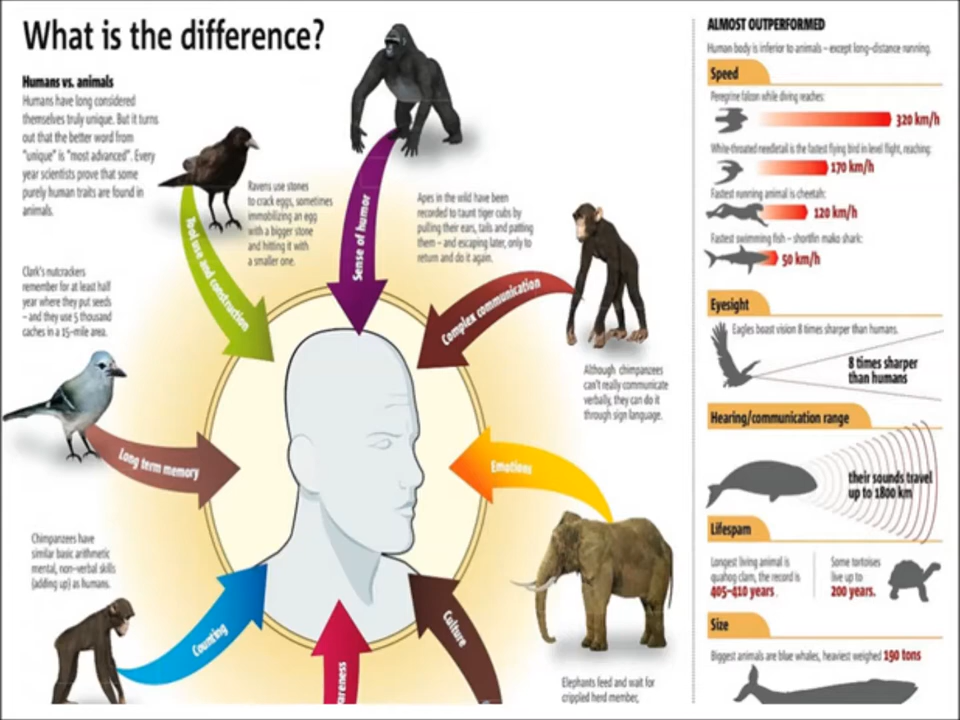 What is the difference?
Humans vs. animals
Humans have long considered
themselves truly unique. But it turns
out that the better word from
"unique" is "most advanced". Every
year scientists prove that some
purely human traits are found in
animals.
Ravens use stones
to crack eggs, sometimes
immobilizing an egg
with a bigger stone
and hitting it with
a smaller one.
Tool use and construction
Sense of humor
Apes in the wild have been
recorded to taunt tiger cubs by
pulling their ears, tails and patting
them – and escaping later, only to
return and do it again.
Complex communication
Although chimpanzees
can't really communicate
verbally, they can do it
through sign language.
Clark's nutcrackers
remember for at least half
year where they put seeds
– and they use 5 thousand
caches in a 15-mile area.
Long term memory
Emotions
Chimpanzees have
similar basic arithmetic
mental, non-verbal skills
(adding up) as humans.
Counting
areness
Culture
Elephants feed and wait for
crippled herd member,
ALMOST OUTPERFORMED
Human body is inferior to animals – except long-distance running.
Speed
Peregrine falcon while diving reaches:
320 km/h
White-throated needletail is the fastest flying bird in level flight, reaching:
170 km/h
Fastest running animal is cheetah:
120 km/h
Fastest swimming fish – shortfin mako shark:
50 km/h
Eyesight
Eagles boast vision 8 times sharper than humans.
8 times sharper
than humans
Hearing/communication range
their sounds travel
up to 1800 km
Lifespam
Longest living animal is
quahog clam, the record is
405-410 years.
Some tortoises
live up to
200 years.
Size
Biggest animals are blue whales, heaviest weighed 190 tons